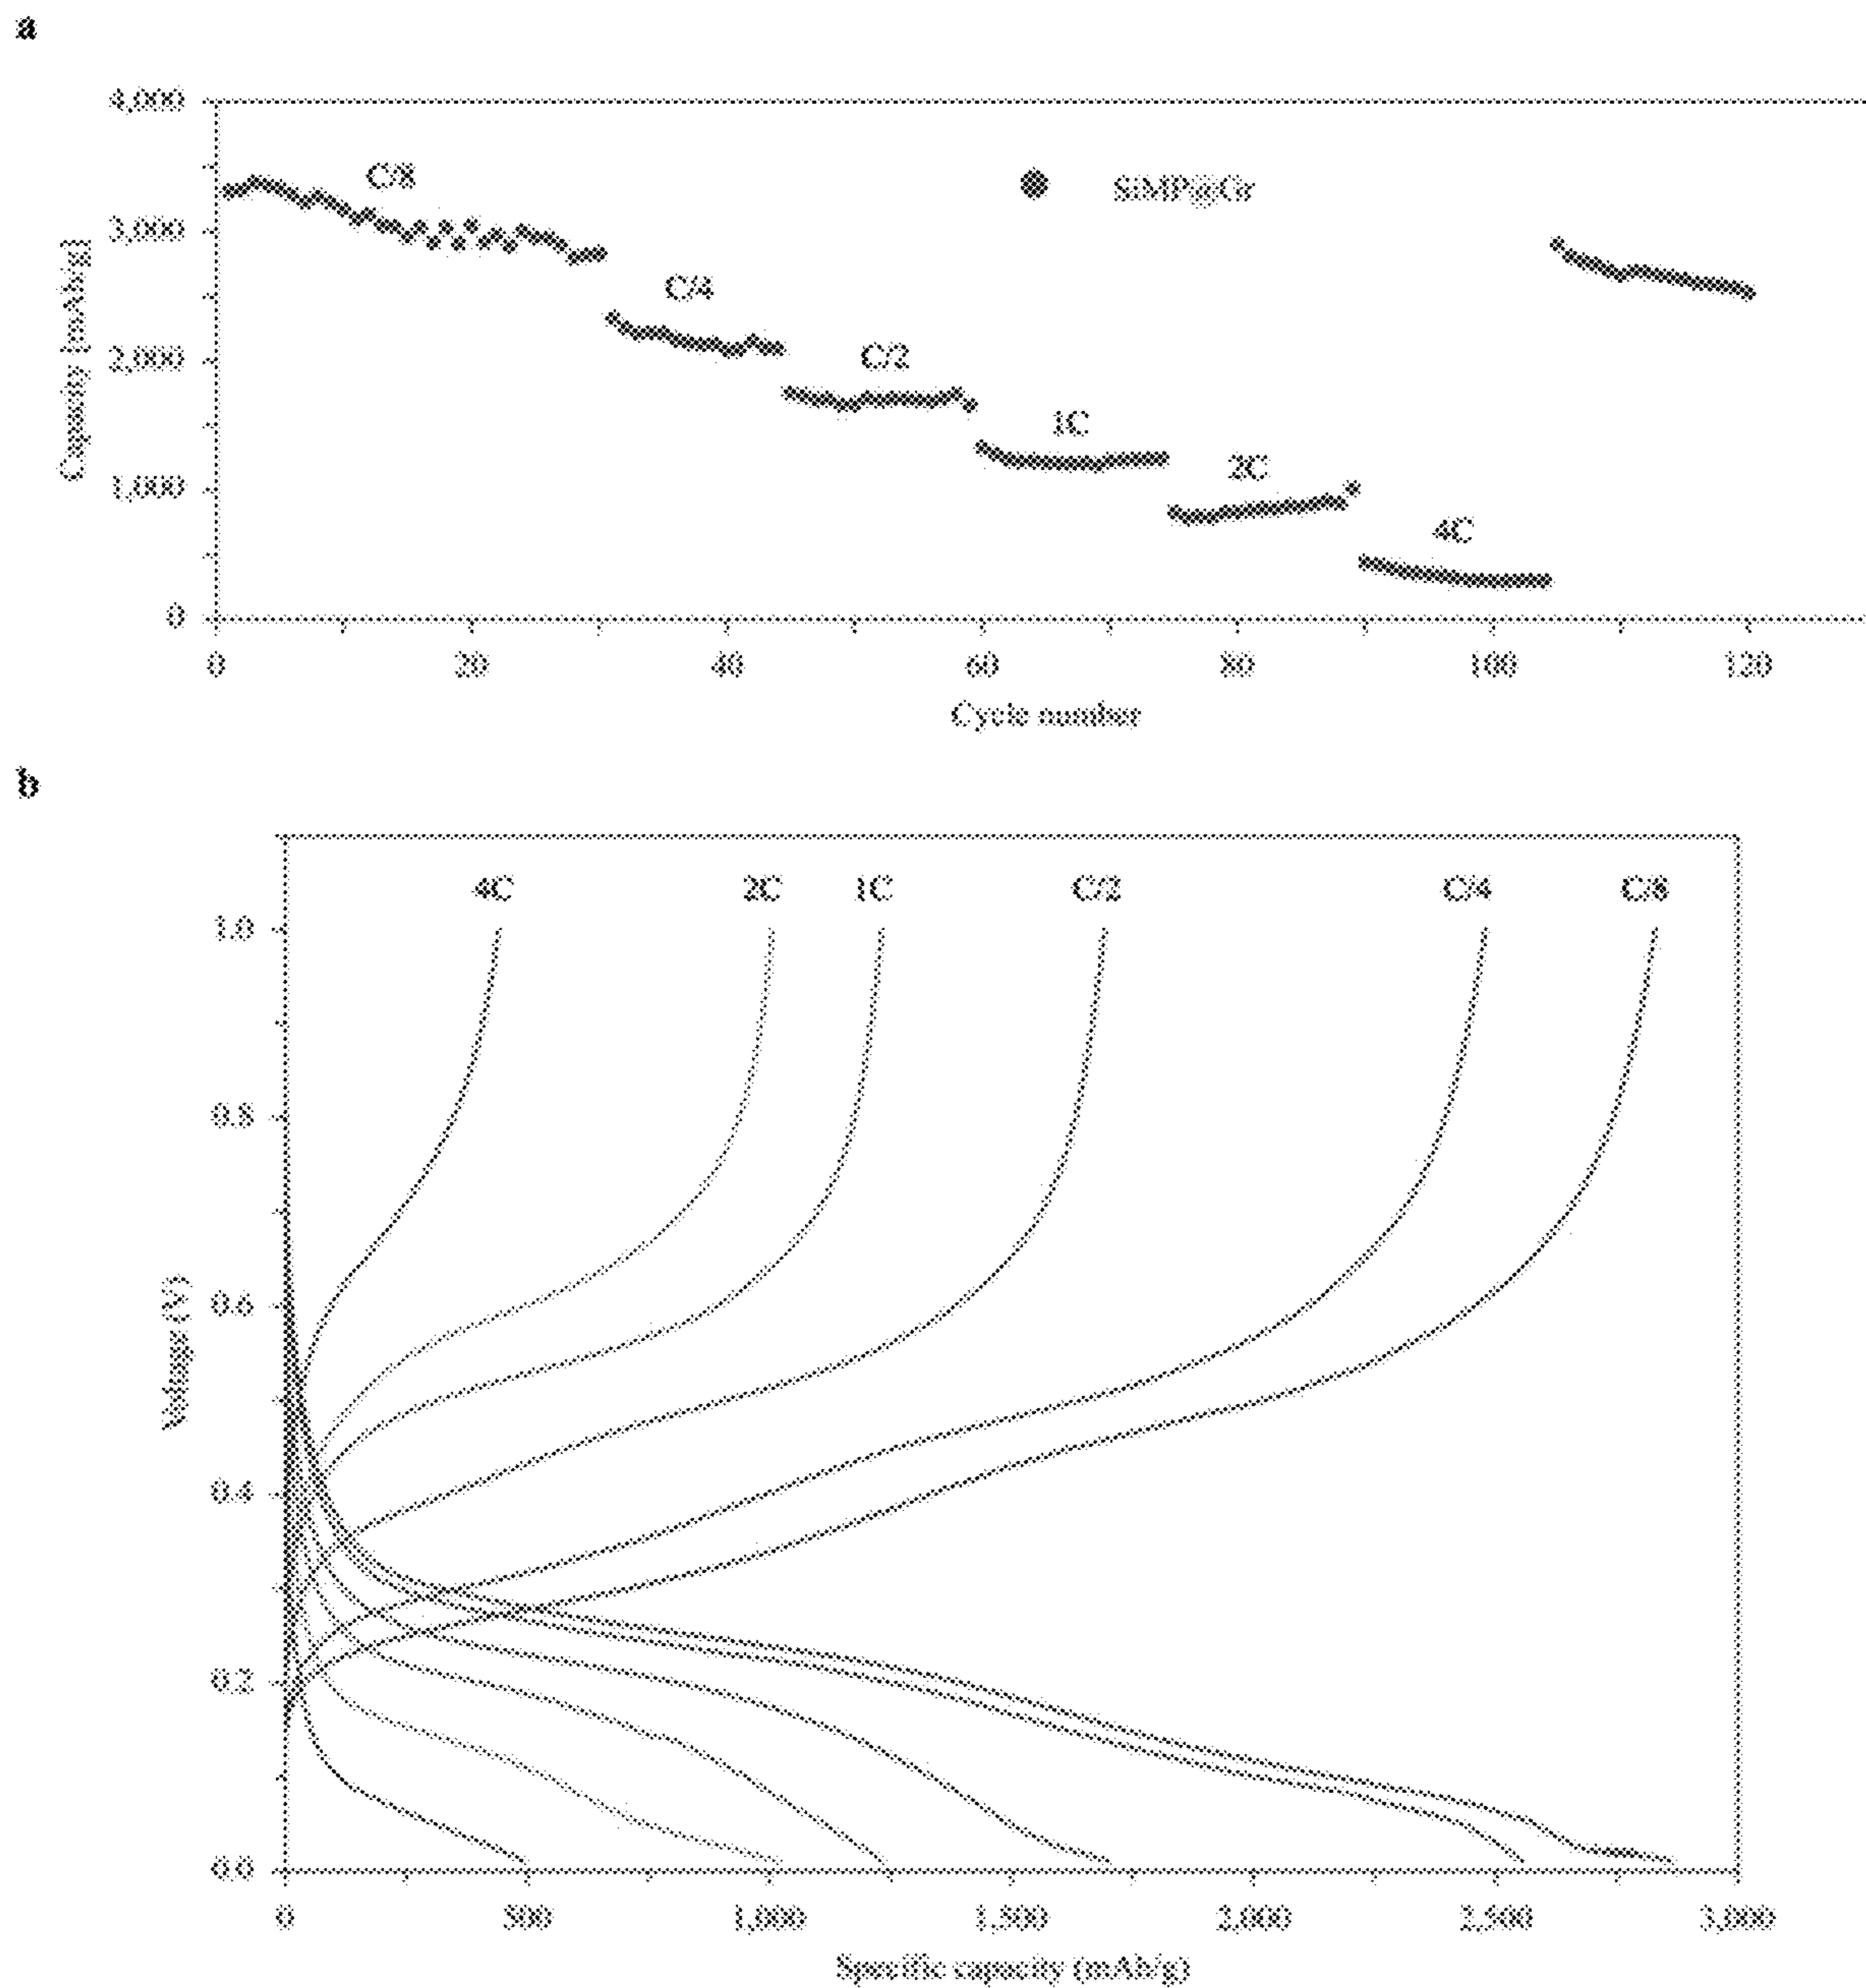 a
4,000
3,000
2,000
1,000
0
Capacity [mAh/g]
C/8
C/4
C/2
1C
2C
4C
SiMP@Gr
0 20 40 60 80 100 120
Cycle number
b
4C 2C 1C C/2 C/4 C/8
1.0
0.8
0.6
0.4
0.2
0.0
Voltage (V)
0 500 1,000 1,500 2,000 2,500 3,000
Specific capacity (mAh/g)